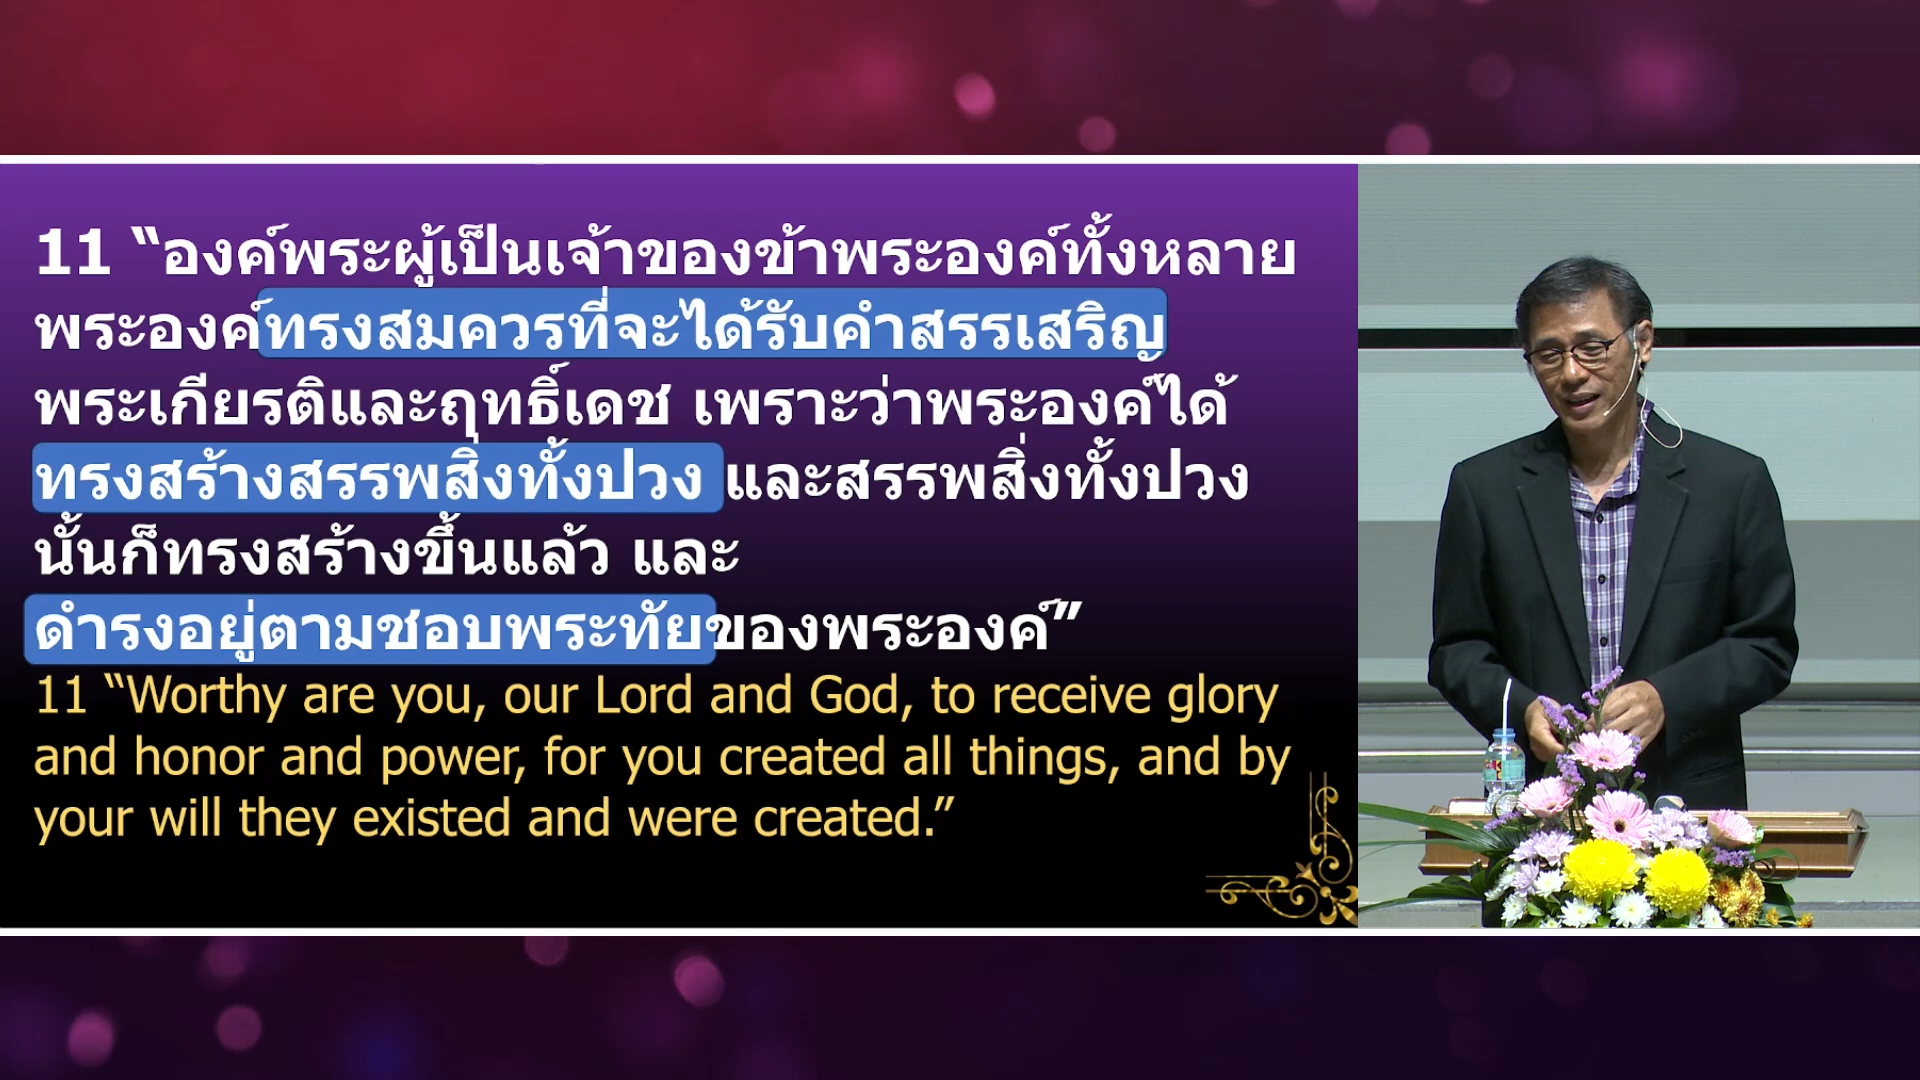 11 “องค์พระผู้เป็นเจ้าของข้าพระองค์ทั้งหลาย
พระองค์ทรงสมควรที่จะได้รับคำสรรเสริญ
พระเกียรติและฤทธิ์เดช เพราะว่าพระองค์ได้
ทรงสร้างสรรพสิ่งทั้งปวง และสรรพสิ่งทั้งปวง
นั้นก็ทรงสร้างขึ้นแล้ว และ
ดำรงอยู่ตามชอบพระทัยของพระองค์”
11 “Worthy are you, our Lord and God, to receive glory
and honor and power, for you created all things, and by
your will they existed and were created.”